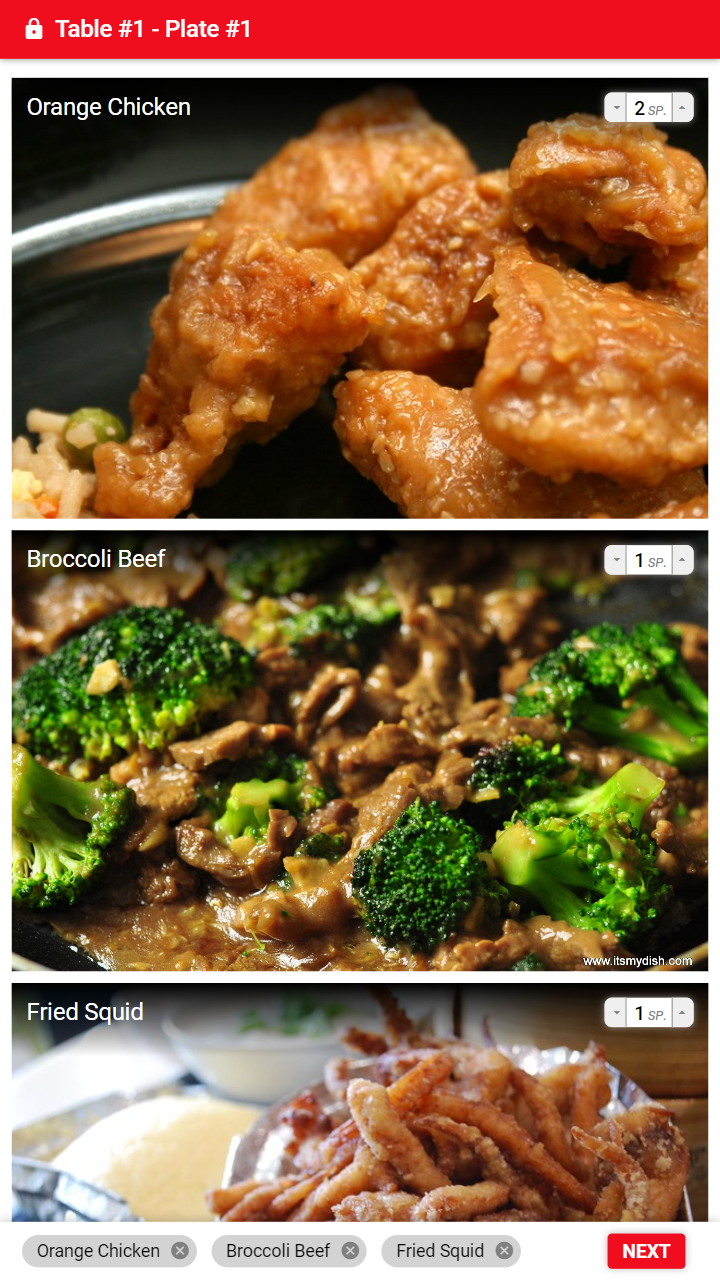 Table #1 - Plate #1
Orange Chicken
2 SP.
Broccoli Beef
1 SP.
www.itsmydish.com
Fried Squid
1 SP.
Orange Chicken
Broccoli Beef
Fried Squid
NEXT